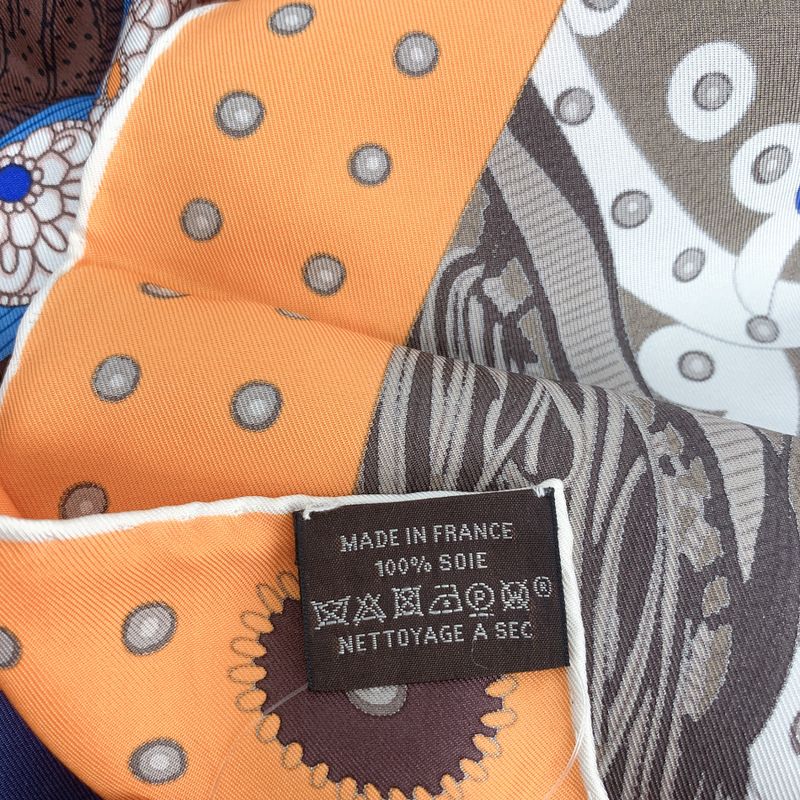 MADE IN FRANCE
100% SOIE
P ®
NETTOYAGE A SEC